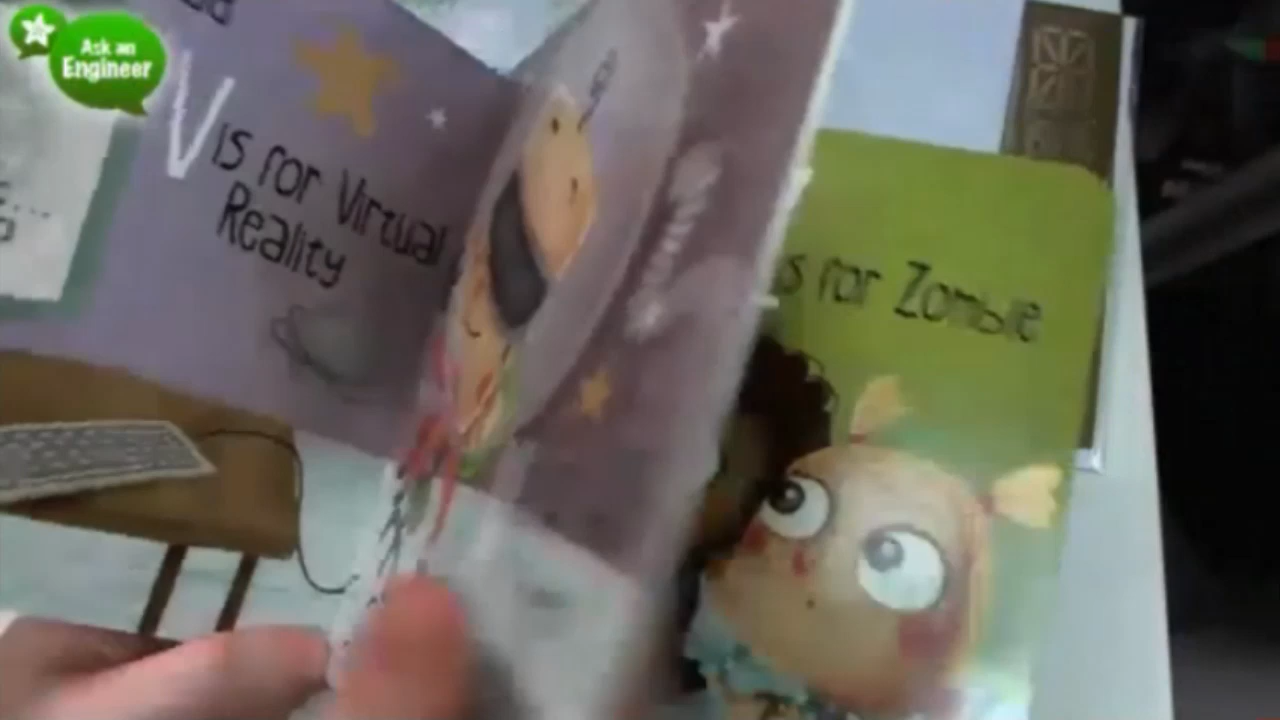 Ask an
Engineer
V is for Virtual
Reality
is for Zombie